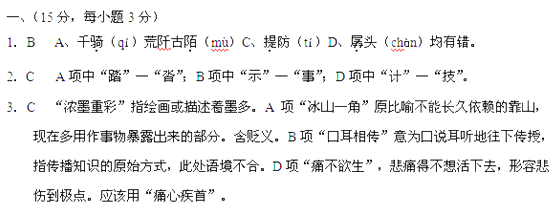 一、（15 分，每小题 3 分）
1．B　A、千骑（qí）荒阡古陌（mù）C、提防（tí）D、孱头（chàn）均有错。
2．C　A 项中“踏”一“沓”；B 项中“示”一“事”；D 项中“计”一“技”。
3．C　“浓墨重彩”指绘画或描述着墨多。A 项“冰山一角”原比喻不能长久依赖的靠山，
现在多用作事物暴露出来的部分。含贬义。B 项“口耳相传”意为口说耳听地往下传授，
指传播知识的原始方式，此处语境不合。D 项“痛不欲生”，悲痛得不想活下去，形容悲
伤到极点。应该用“痛心疾首”。